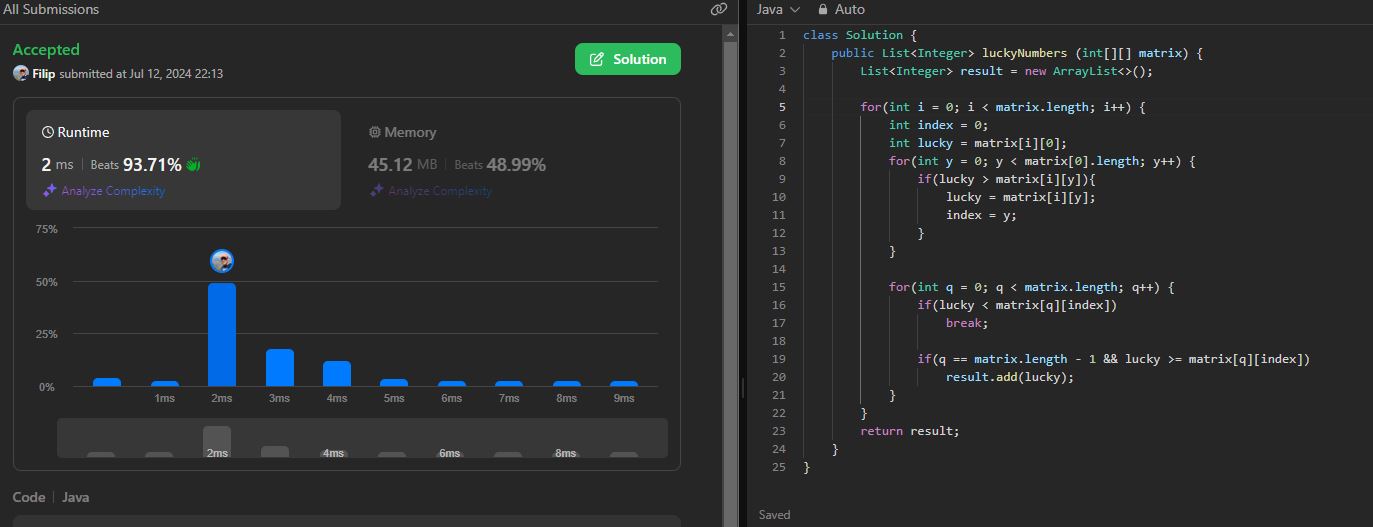 All Submissions
Accepted
Solution
Filip submitted at Jul 12, 2024 22:13
Runtime
2 ms | Beats 93.71%
Analyze Complexity
Memory
45.12 MB | Beats 48.99%
Analyze Complexity
75%
50%
25%
0%
1ms 2ms 3ms 4ms 5ms 6ms 7ms 8ms 9ms
2ms 4ms 6ms 8ms
Code | Java
Java Auto
1 class Solution {
2 public List<Integer> luckyNumbers (int[][] matrix) {
3 List<Integer> result = new ArrayList<>();
4
5 for(int i = 0; i < matrix.length; i++) {
6 int index = 0;
7 int lucky = matrix[i][0];
8 for(int y = 0; y < matrix[0].length; y++) {
9 if(lucky > matrix[i][y]){
10 lucky = matrix[i][y];
11 index = y;
12 }
13 }
14
15 for(int q = 0; q < matrix.length; q++) {
16 if(lucky < matrix[q][index])
17 break;
18
19 if(q == matrix.length - 1 && lucky >= matrix[q][index])
20 result.add(lucky);
21 }
22 }
23 return result;
24 }
25 }
Saved